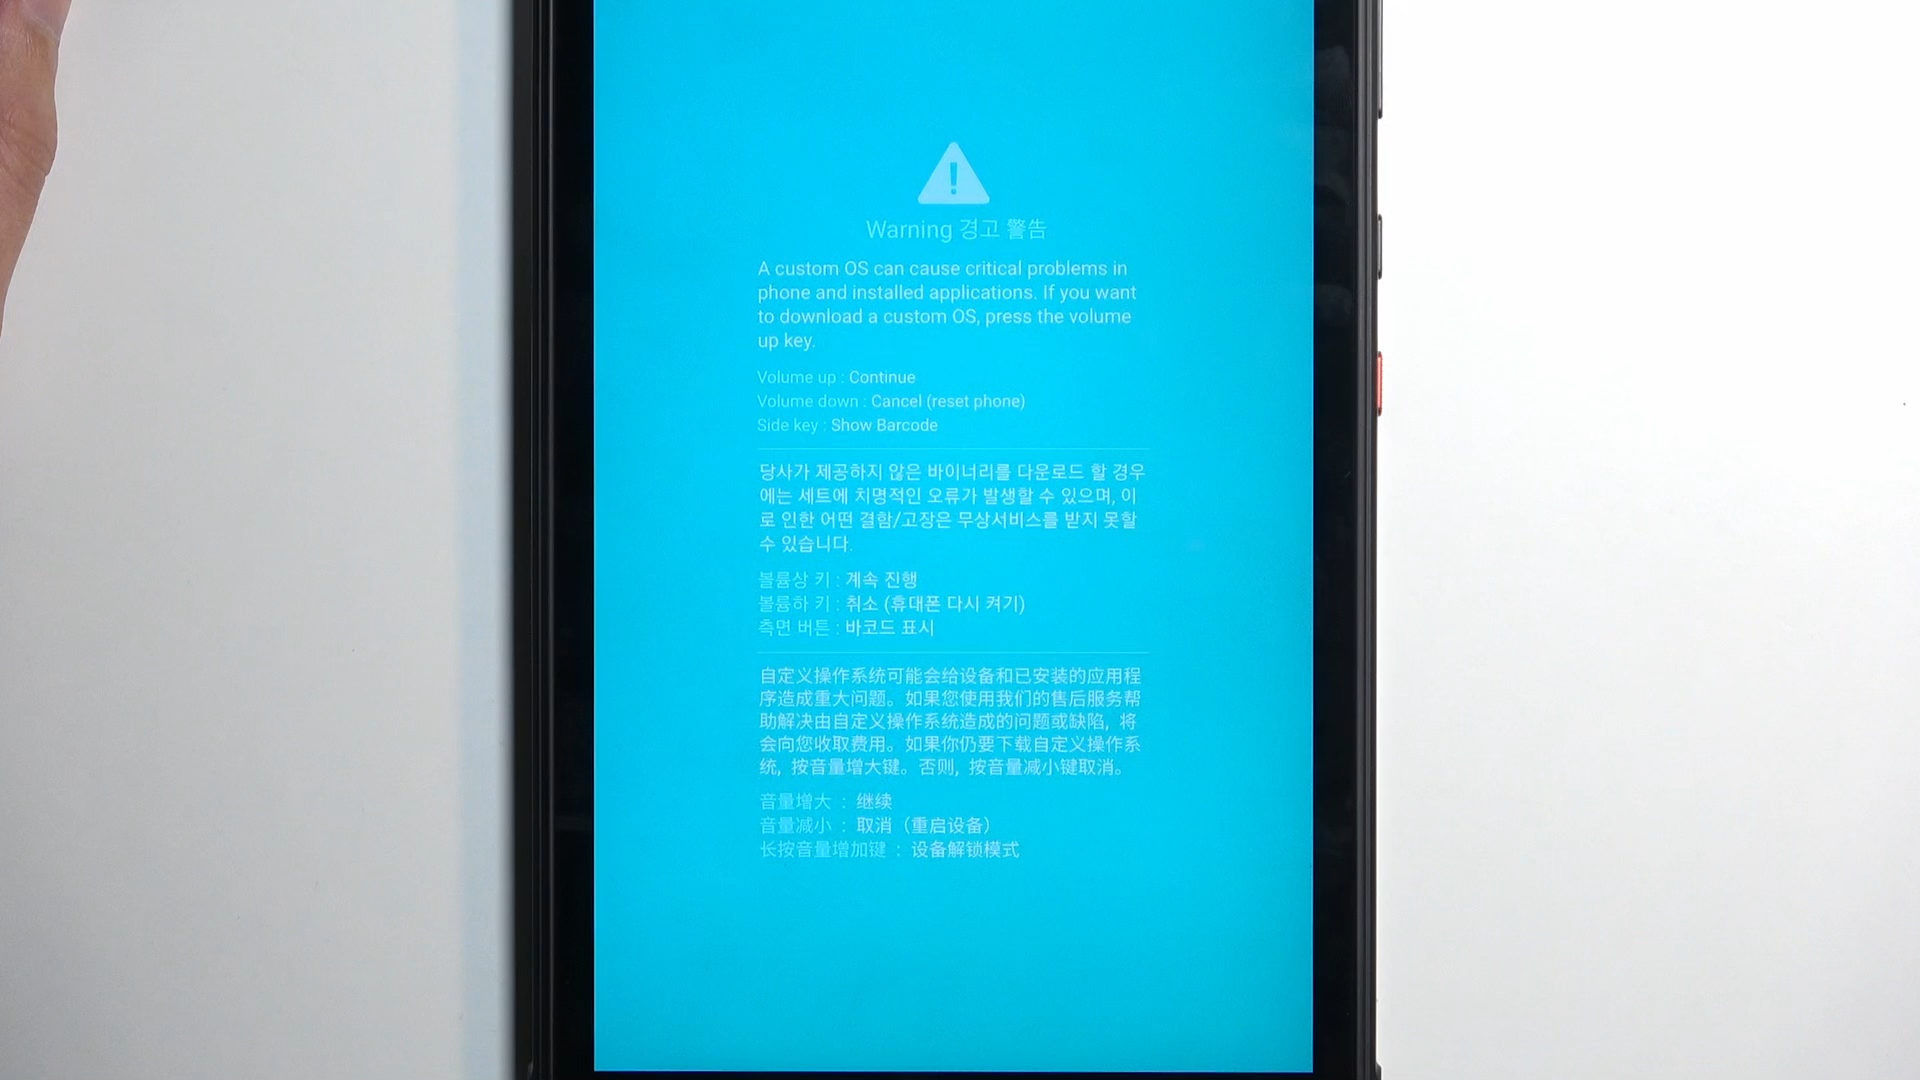 Warning 경고 警告
A custom OS can cause critical problems in
phone and installed applications. If you want
to download a custom OS, press the volume
up key.
Volume up : Continue
Volume down : Cancel (reset phone)
Side key : Show Barcode
당사가 제공하지 않은 바이너리를 다운로드 할 경우
에는 세트에 치명적인 오류가 발생할 수 있으며, 이
로 인한 어떤 결함/고장은 무상서비스를 받지 못할
수 있습니다.
볼륨상 키 : 계속 진행
볼륨하 키 : 취소 (휴대폰 다시 켜기)
측면 버튼 : 바코드 표시
自定义操作系统可能会给设备和已安装的应用程
序造成重大问题。如果您使用我们的售后服务帮
助解决由自定义操作系统造成的问题或缺陷, 将
会向您收取费用。如果你仍要下载自定义操作系
统, 按音量增大键。否则, 按音量减小键取消。
音量增大 : 继续
音量减小 : 取消（重启设备）
长按音量增加键 : 设备解锁模式